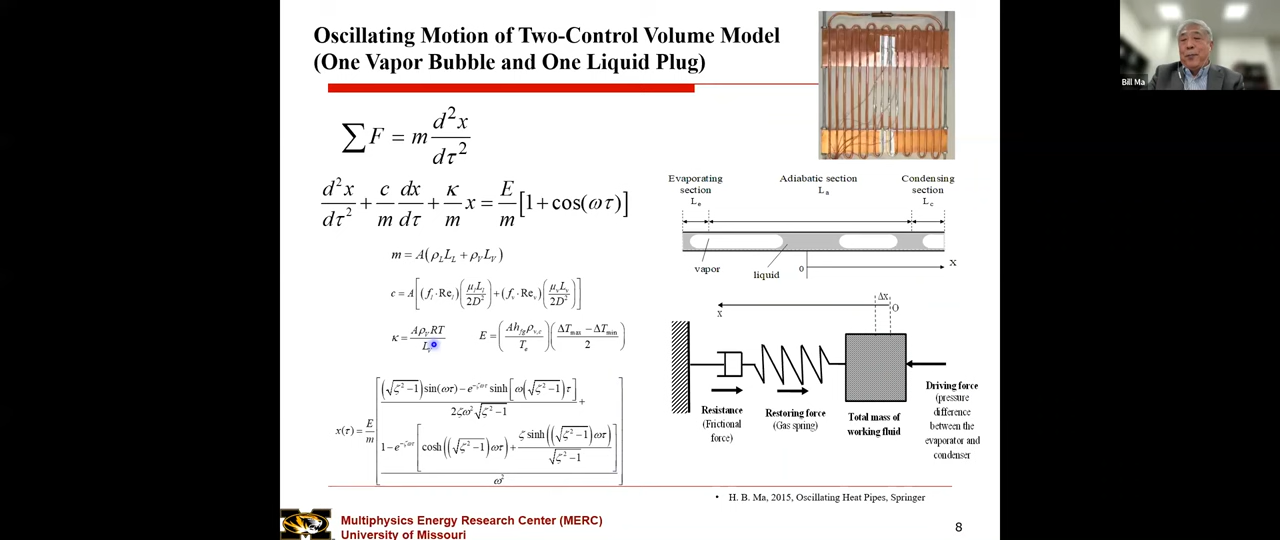 Oscillating Motion of Two-Control Volume Model
(One Vapor Bubble and One Liquid Plug)
Bill Ma
∑F = m d²x/dτ²
d²x/dτ² + c/m dx/dτ + κ/m x = E/m [1 + cos(ωτ)]
m = A(ρ_L L_L + ρ_V L_V)
c = A[(f_l · Re_l)(μ_l L_l / 2D²) + (f_v · Re_v)(μ_v L_v / 2D²)]
κ = Aρ_V RT / L_v
E = (Ah_fg ρ_v,c / T_e)((ΔT_max − ΔT_min) / 2)
x(τ) = E/m [((√ζ²−1) sin(ωτ) − e^−ζωτ sinh[ω(√ζ²−1)τ]) / (2ζω²√ζ²−1) + (1 − e^−ζωτ [cosh((√ζ²−1)ωτ) + ζ sinh((√ζ²−1)ωτ) / √ζ²−1]) / ω²]
Evaporating section L_e
Adiabatic section L_a
Condensing section L_c
vapor
liquid
0
X
Δx
x
O
Resistance (Frictional force)
Restoring force (Gas spring)
Total mass of working fluid
Driving force (pressure difference between the evaporator and condenser
• H. B. Ma, 2015, Oscillating Heat Pipes, Springer
Multiphysics Energy Research Center (MERC)
University of Missouri
8